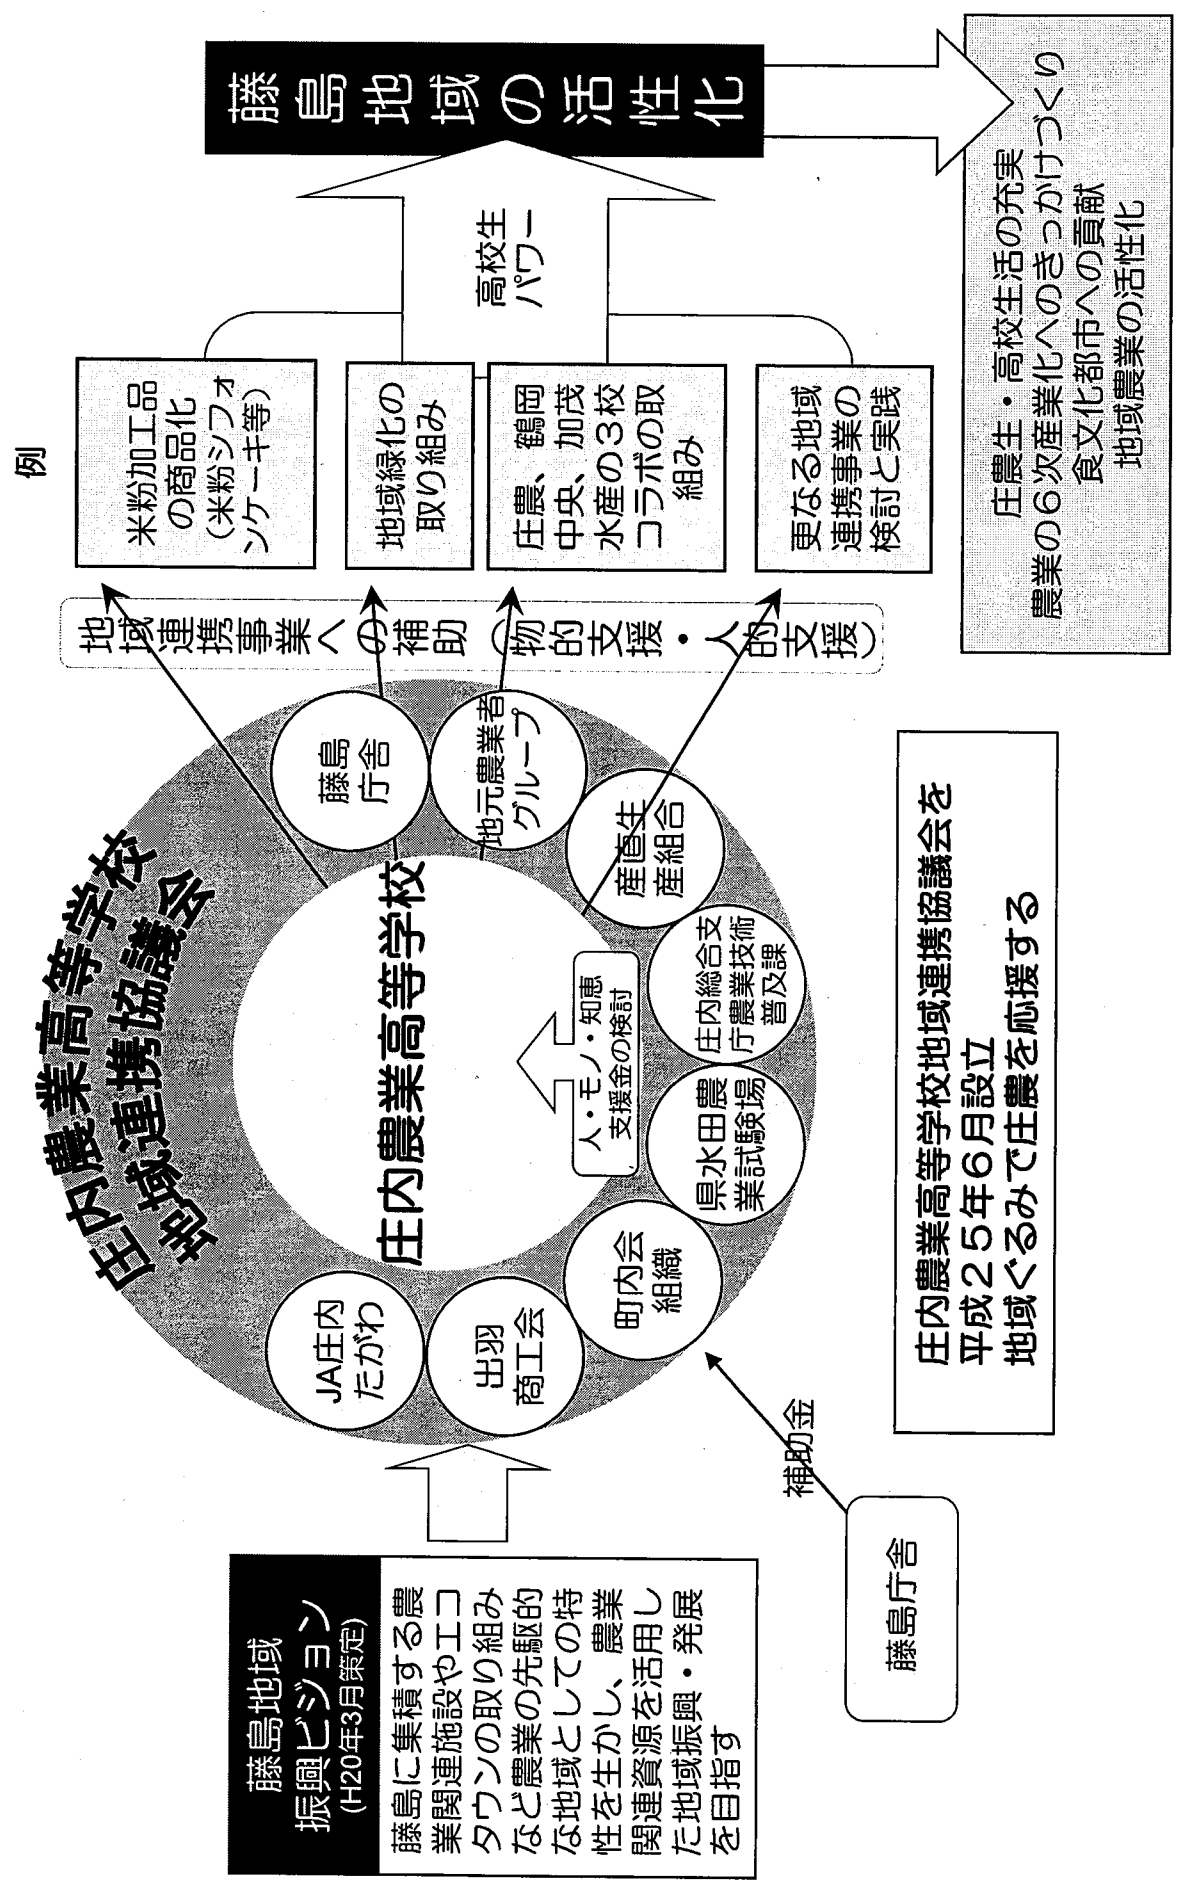 藤島地域
振興ビジョン
(H20年3月策定)
藤島に集積する農
業関連施設やエコ
タウンの取り組み
など農業の先駆的
な地域としての特
性を生かし、農業
関連資源を活用し
た地域振興・発展
を目指す
藤島庁舎
補助金
庄内農業高等学校
地域連携協議会
JA庄内
たがわ
出羽
商工会
町内会
組織
県水田農
業試験場
庄内総合支
庁農業技術
普及課
産直生
産組合
地元農業者
グループ
藤島
庁舎
庄内農業高等学校
人・モノ・知恵
支援金の検討
地域連携事業への補助（物的支援・人的支援）
例
米粉加工品
の商品化
（米粉シフォ
ンケーキ等）
地域緑化の
取り組み
庄農、鶴岡
中央、加茂
水産の3校
コラボの取
組み
更なる地域
連携事業の
検討と実践
高校生
パワー
藤島地域の活性化
庄農生・高校生活の充実
農業の6次産業化へのきっかけづくり
食文化都市への貢献
地域農業の活性化
庄内農業高等学校地域連携協議会を
平成25年6月設立
地域ぐるみで庄農を応援する